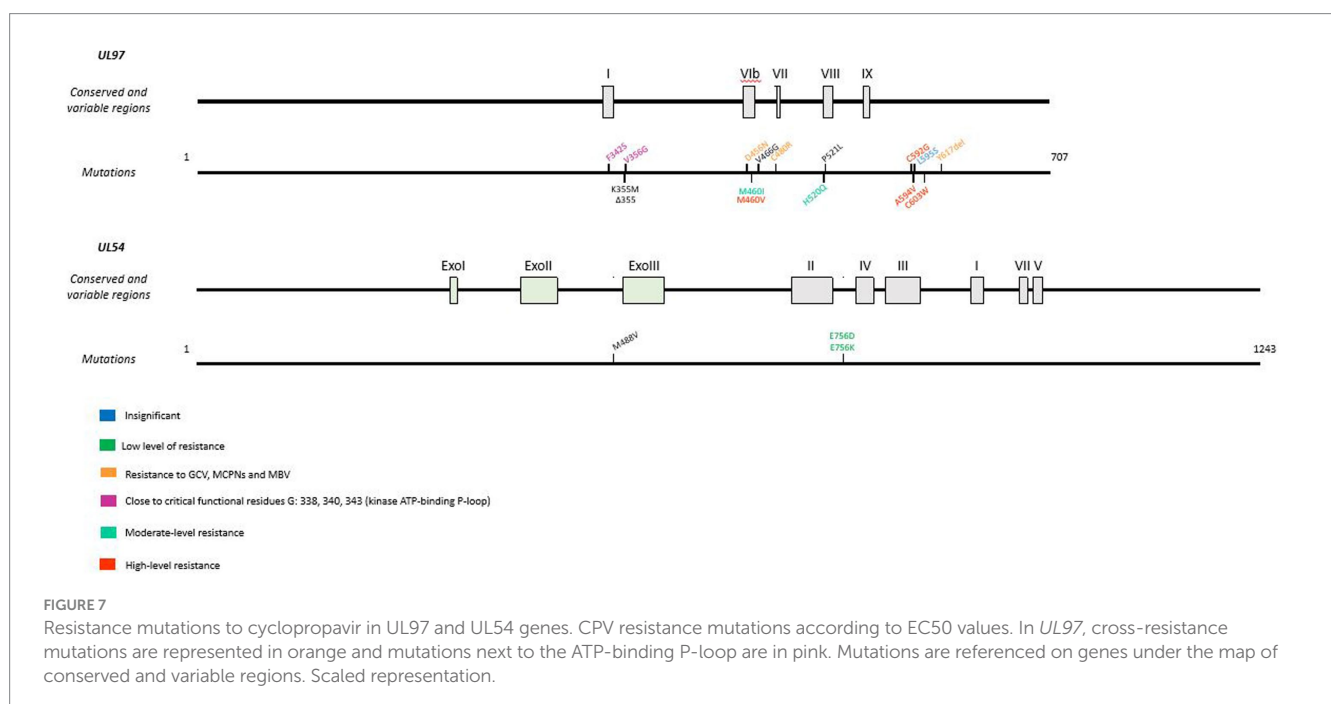 UL97
I VIb VII VIII IX
Conserved and
variable regions
F342S V356G D456N V466G C480R P521L C592G L595S Y617del
1 707
Mutations
K355M M460I H520Q A594V C603W
Δ355 M460V
UL54
ExoI ExoII ExoIII II IV III I VII V
Conserved and
variable regions
M488V E756D
1 E756K 1243
Mutations
Insignificant
Low level of resistance
Resistance to GCV, MCPNs and MBV
Close to critical functional residues G: 338, 340, 343 (kinase ATP-binding P-loop)
Moderate-level resistance
High-level resistance
FIGURE 7
Resistance mutations to cyclopropavir in UL97 and UL54 genes. CPV resistance mutations according to EC50 values. In UL97, cross-resistance
mutations are represented in orange and mutations next to the ATP-binding P-loop are in pink. Mutations are referenced on genes under the map of
conserved and variable regions. Scaled representation.